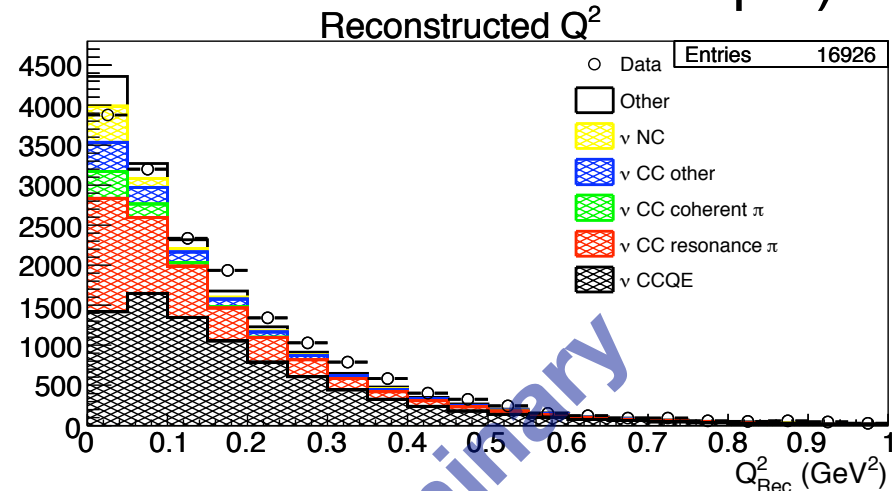 Reconstructed Q²
Entries 16926
Data
Other
ν NC
ν CC other
ν CC coherent π
ν CC resonance π
ν CCQE
4500
4000
3500
3000
2500
2000
1500
1000
500
0
0 0.1 0.2 0.3 0.4 0.5 0.6 0.7 0.8 0.9 1
Q²Rec (GeV²)
inary